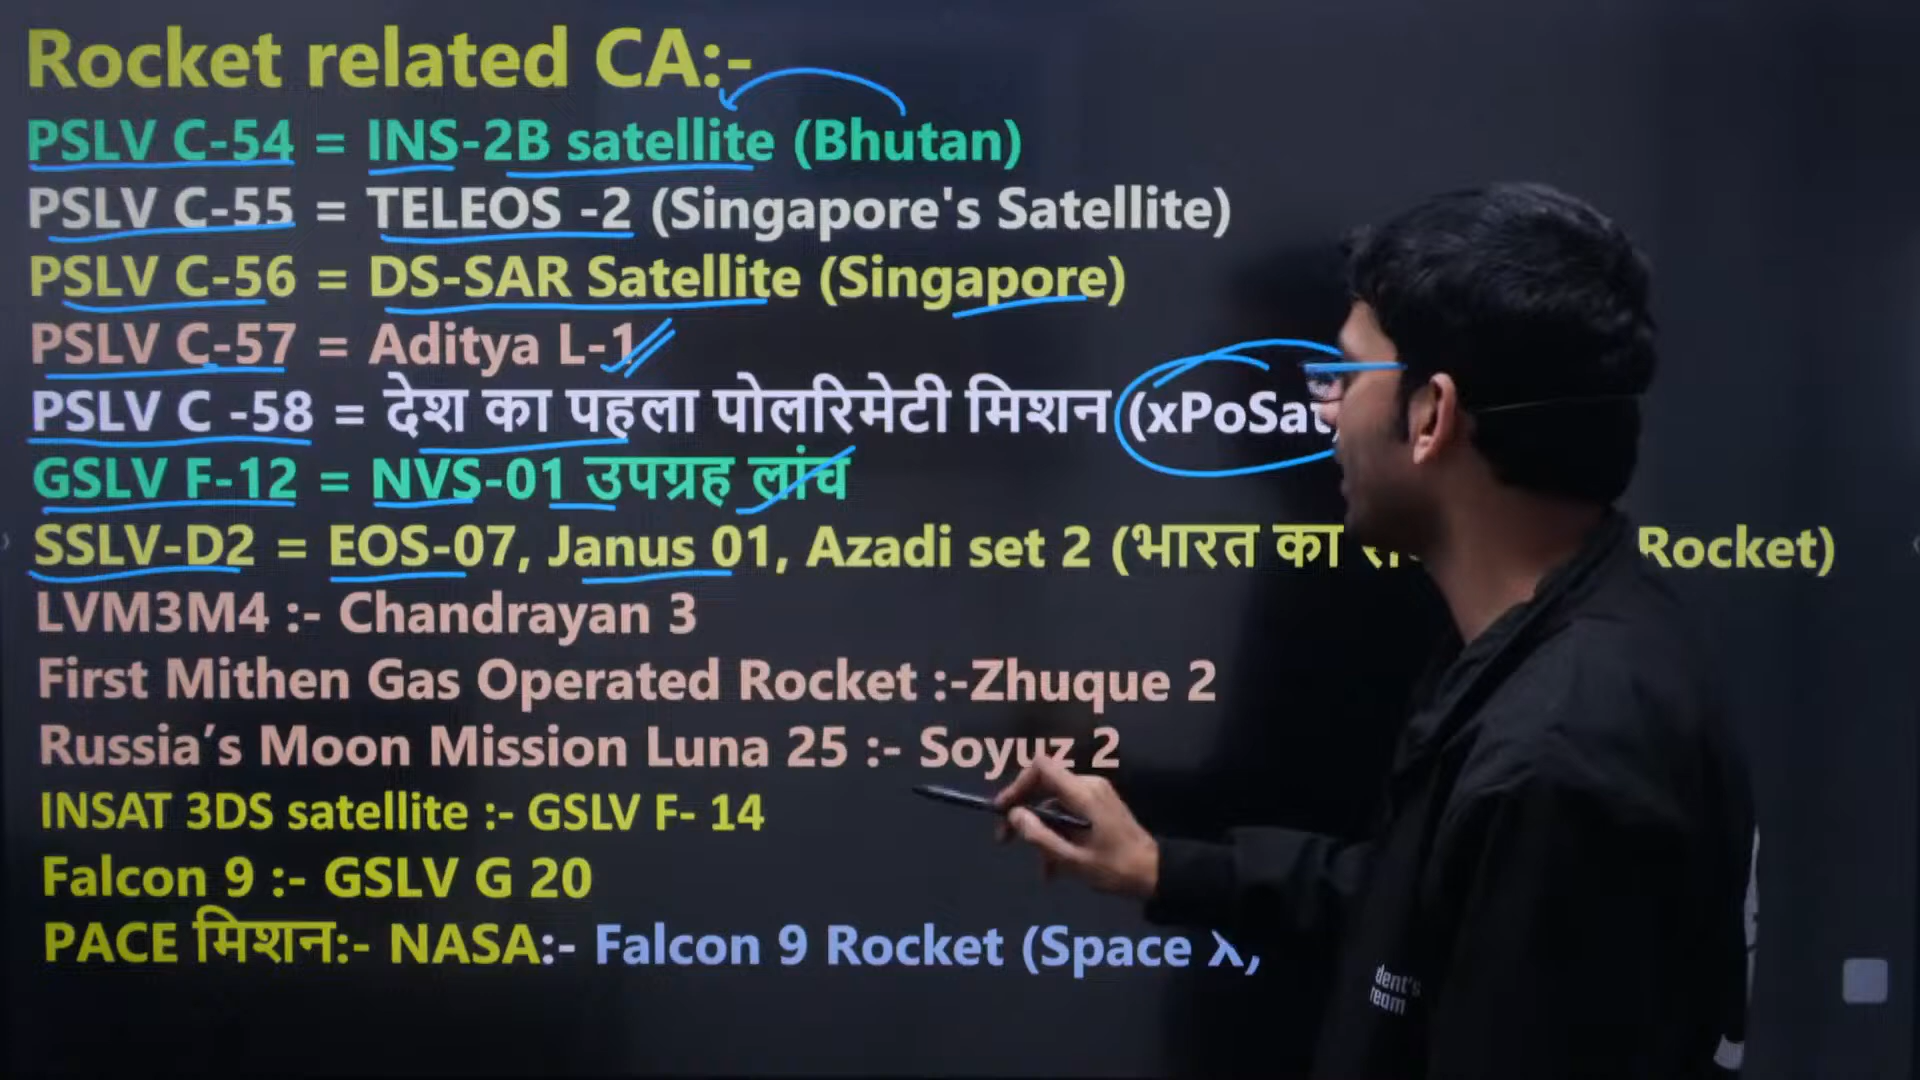 Rocket related CA:-
PSLV C-54 = INS-2B satellite (Bhutan)
PSLV C-55 = TELEOS -2 (Singapore's Satellite)
PSLV C-56 = DS-SAR Satellite (Singapore)
PSLV C-57 = Aditya L-1
PSLV C -58 = देश का पहला पोलरिमेटी मिशन (xPoSat)
GSLV F-12 = NVS-01 उपग्रह लांच
SSLV-D2 = EOS-07, Janus 01, Azadi set 2 (भारत का Rocket)
LVM3M4 :- Chandrayan 3
First Mithen Gas Operated Rocket :-Zhuque 2
Russia’s Moon Mission Luna 25 :- Soyuz 2
INSAT 3DS satellite :- GSLV F- 14
Falcon 9 :- GSLV G 20
PACE मिशन:- NASA:- Falcon 9 Rocket (Space
dent's
ream